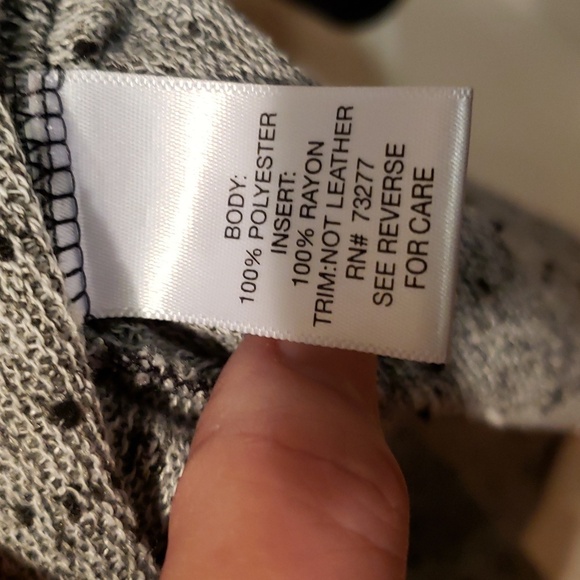 BODY:
100% POLYESTER
INSERT:
100% RAYON
TRIM:NOT LEATHER
RN# 73277
SEE REVERSE
FOR CARE